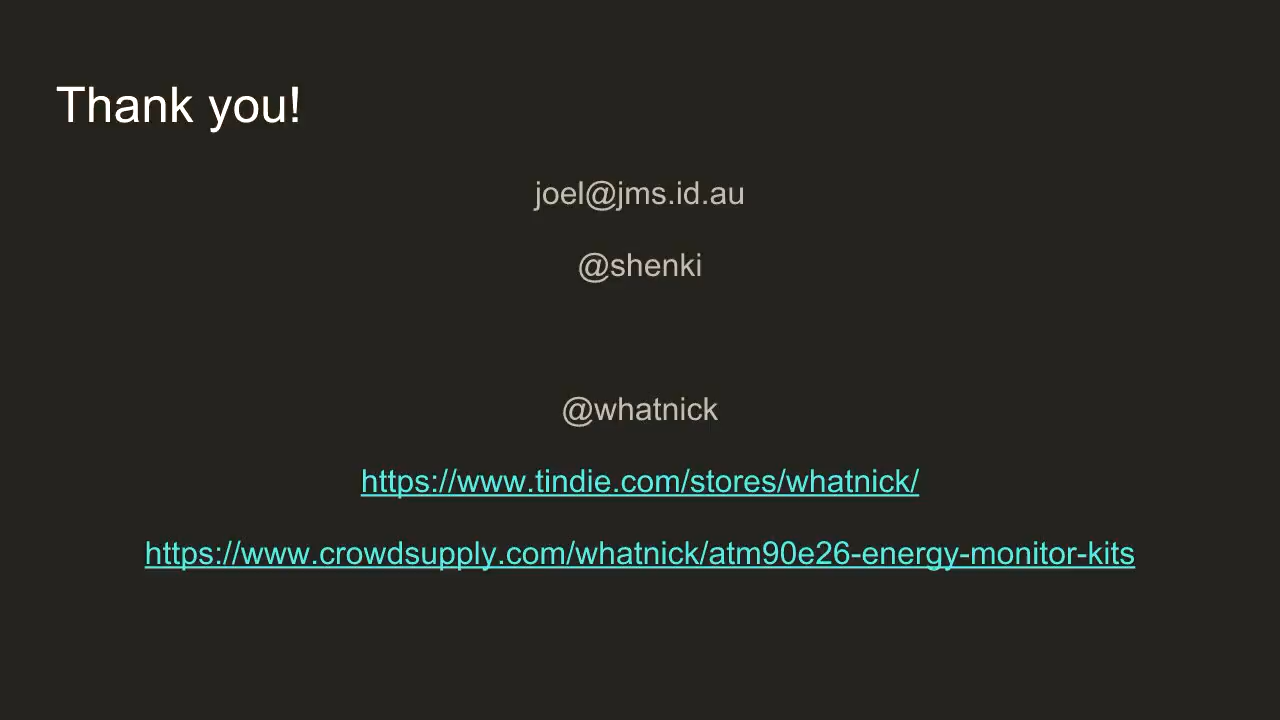 Thank you!
joel@jms.id.au
@shenki
@whatnick
https://www.tindie.com/stores/whatnick/
https://www.crowdsupply.com/whatnick/atm90e26-energy-monitor-kits